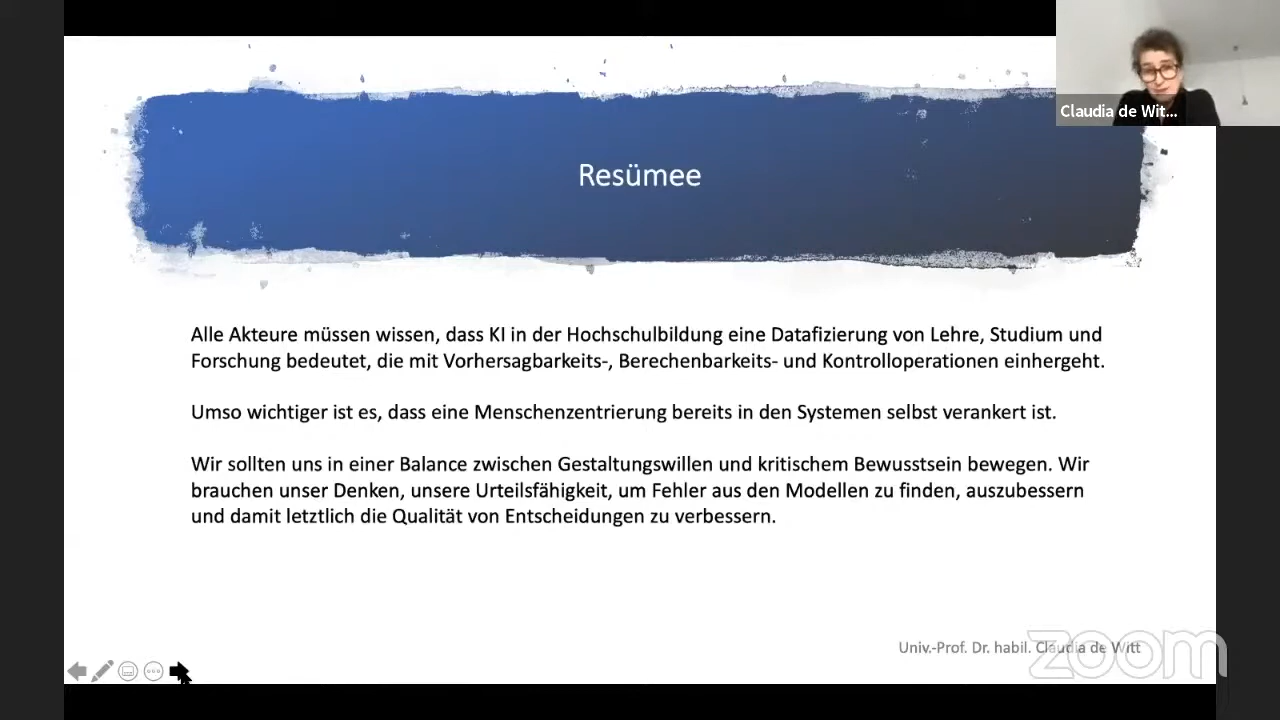 Claudia de Wit...
Resümee
Alle Akteure müssen wissen, dass KI in der Hochschulbildung eine Datafizierung von Lehre, Studium und
Forschung bedeutet, die mit Vorhersagbarkeits-, Berechenbarkeits- und Kontrolloperationen einhergeht.
Umso wichtiger ist es, dass eine Menschenzentrierung bereits in den Systemen selbst verankert ist.
Wir sollten uns in einer Balance zwischen Gestaltungswillen und kritischem Bewusstsein bewegen. Wir
brauchen unser Denken, unsere Urteilsfähigkeit, um Fehler aus den Modellen zu finden, auszubessern
und damit letztlich die Qualität von Entscheidungen zu verbessern.
Univ.-Prof. Dr. habil. Claudia de Witt
zoom